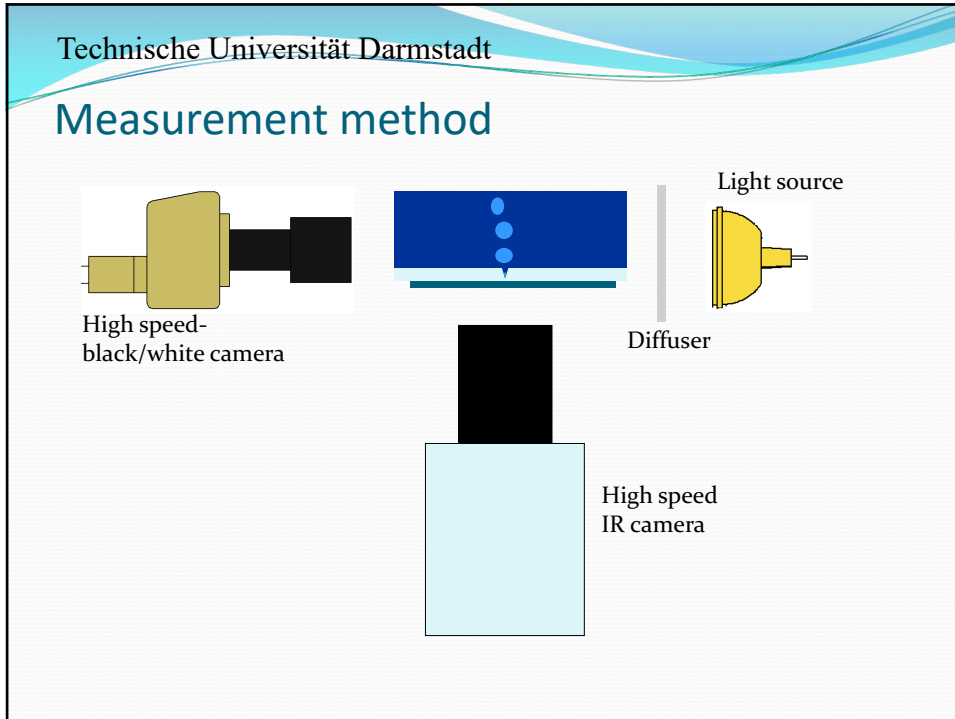 Technische Universität Darmstadt
Measurement method
Light source
High speed-
black/white camera
Diffuser
High speed
IR camera